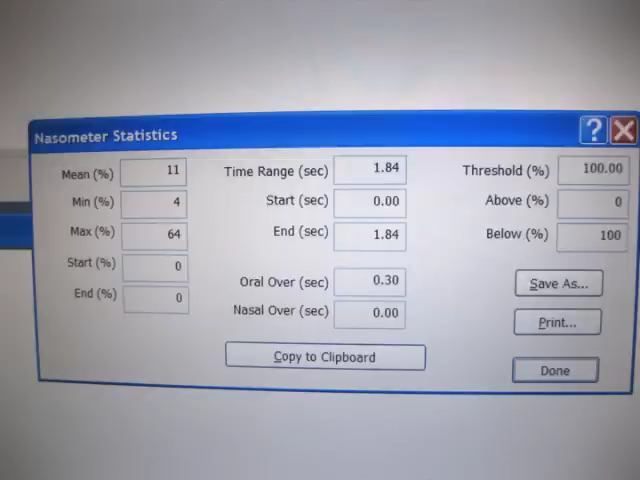 Nasometer Statistics
Mean (%) 11
Min (%) 4
Max (%) 64
Start (%) 0
End (%) 0
Time Range (sec) 1.84
Start (sec) 0.00
End (sec) 1.84
Oral Over (sec) 0.30
Nasal Over (sec) 0.00
Threshold (%) 100.00
Above (%) 0
Below (%) 100
Save As...
Print...
Copy to Clipboard
Done